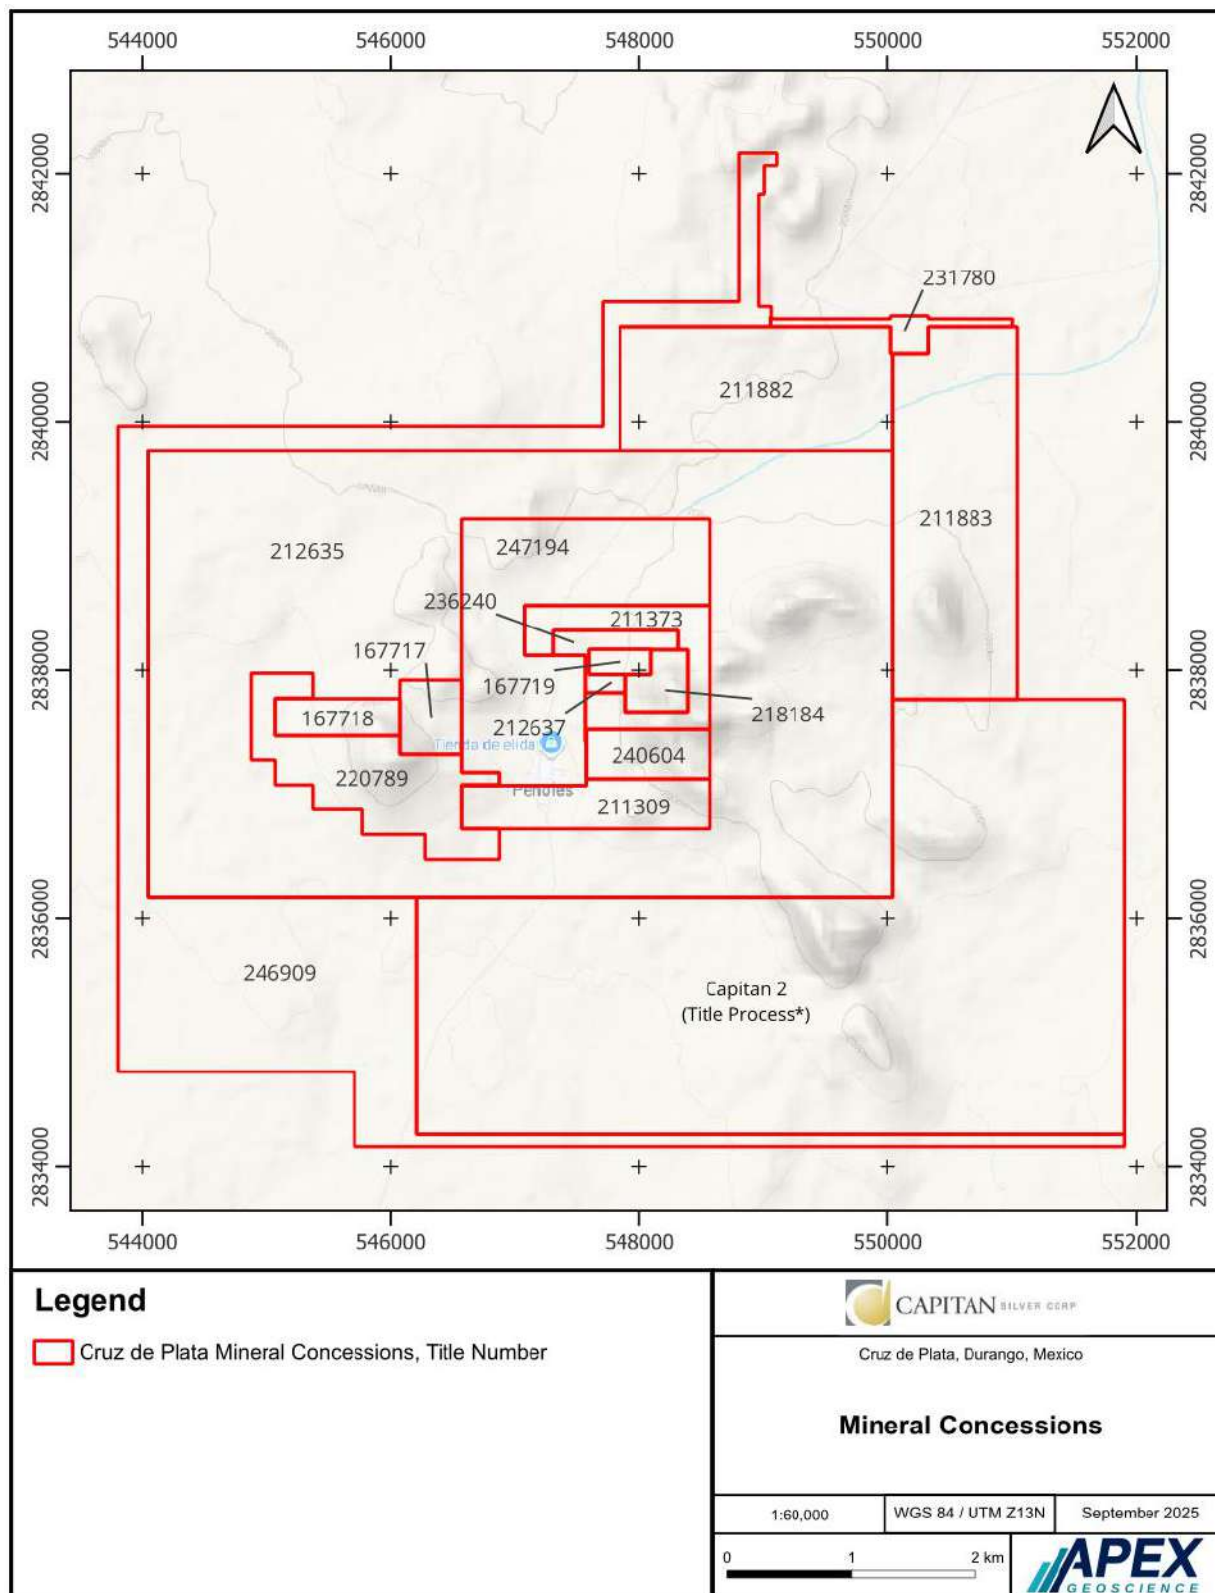 544000 546000 548000 550000 552000
2842000 2842000
231780
211882
2840000 2840000
211883
212635
247194
236240
211373
167717
2838000 2838000
167719
167718
218184
212637
Tienda de elida
240604
220789
Peñoles
211309
2836000 2836000
246909
Capitan 2
(Title Process*)
2834000 2834000
544000 546000 548000 550000 552000
Legend
Cruz de Plata Mineral Concessions, Title Number
CAPITAN SILVER CORP
Cruz de Plata, Durango, Mexico
Mineral Concessions
1:60,000 WGS 84 / UTM Z13N September 2025
0 1 2 km
APEX
GEOSCIENCE